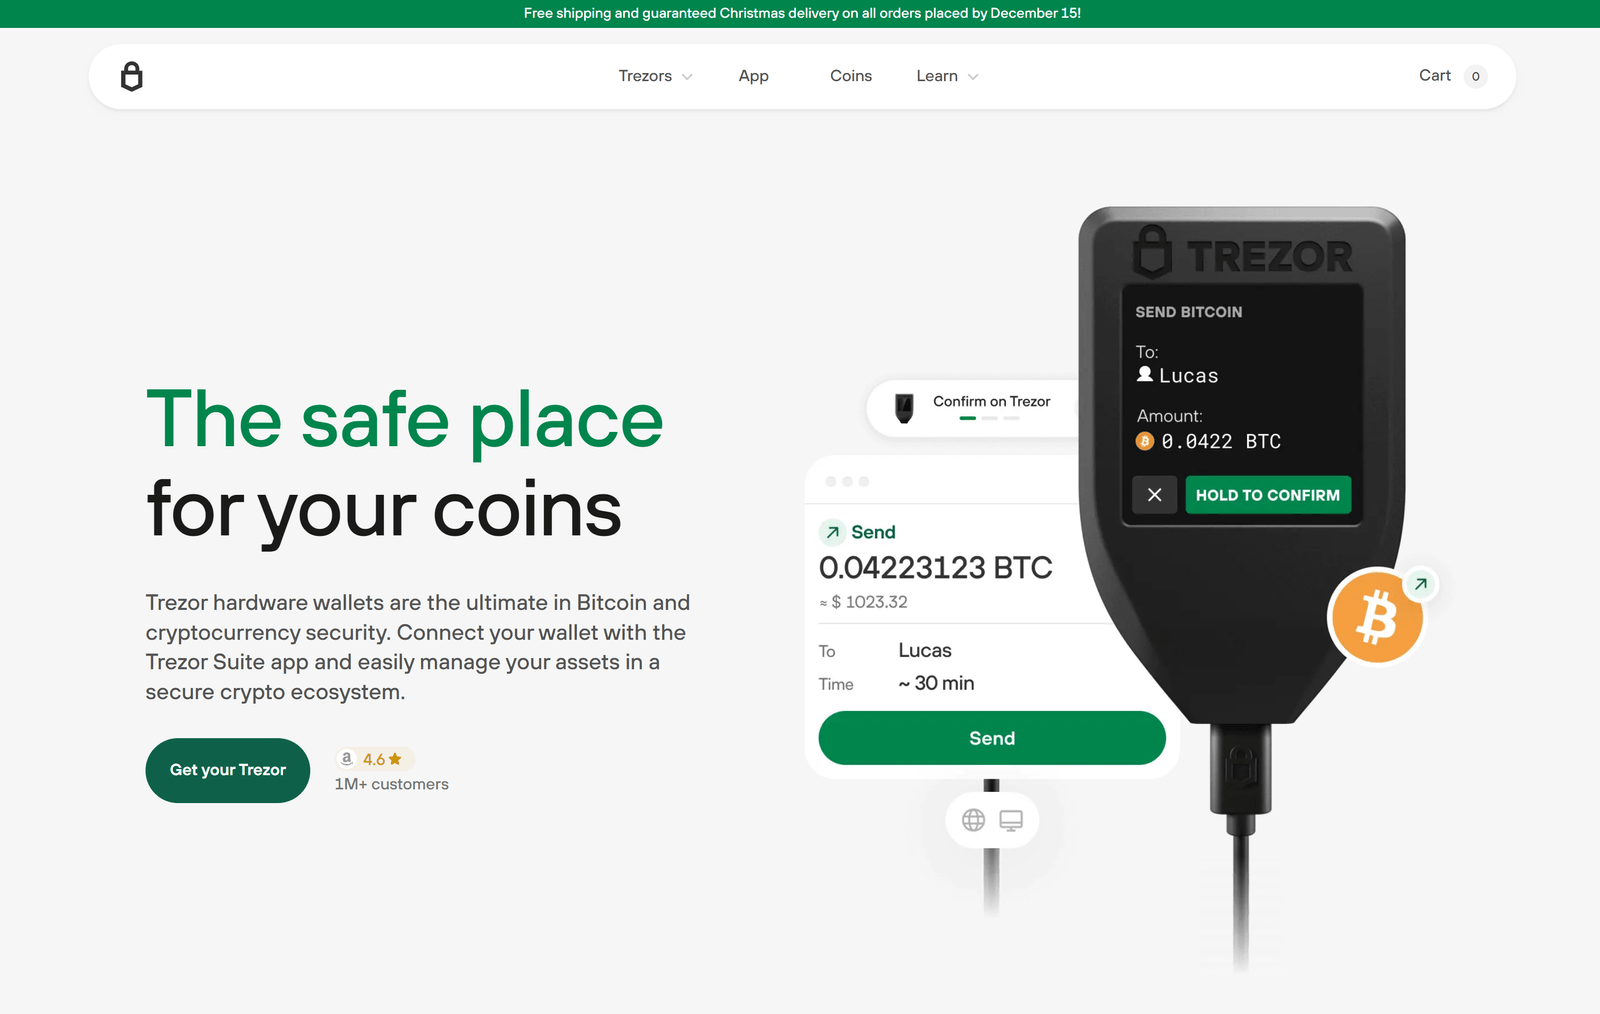 Free shipping and guaranteed Christmas delivery on all orders placed by December 15!
Trezors
App
Coins
Learn
Cart 0
The safe place
for your coins
Trezor hardware wallets are the ultimate in Bitcoin and
cryptocurrency security. Connect your wallet with the
Trezor Suite app and easily manage your assets in a
secure crypto ecosystem.
Get your Trezor
a 4.6
1M+ customers
Confirm on Trezor
Send
0.04223123 BTC
≈ $ 1023.32
To Lucas
Time ~ 30 min
Send
TREZOR
SEND BITCOIN
To:
Lucas
Amount:
0.0422 BTC
HOLD TO CONFIRM